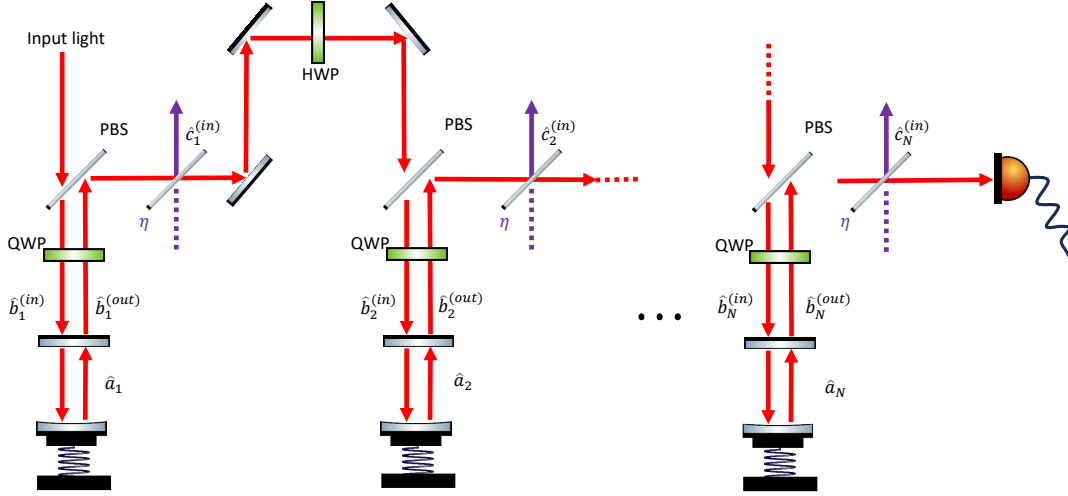 Input light
HWP
PBS
PBS
PBS
ĉ₁⁽ⁱⁿ⁾
ĉ₂⁽ⁱⁿ⁾
ĉ_N⁽ⁱⁿ⁾
η
η
η
QWP
QWP
QWP
b̂₁⁽ⁱⁿ⁾
b̂₁⁽ᵒᵘᵗ⁾
b̂₂⁽ⁱⁿ⁾
b̂₂⁽ᵒᵘᵗ⁾
b̂_N⁽ⁱⁿ⁾
b̂_N⁽ᵒᵘᵗ⁾
• • •
â₁
â₂
â_N